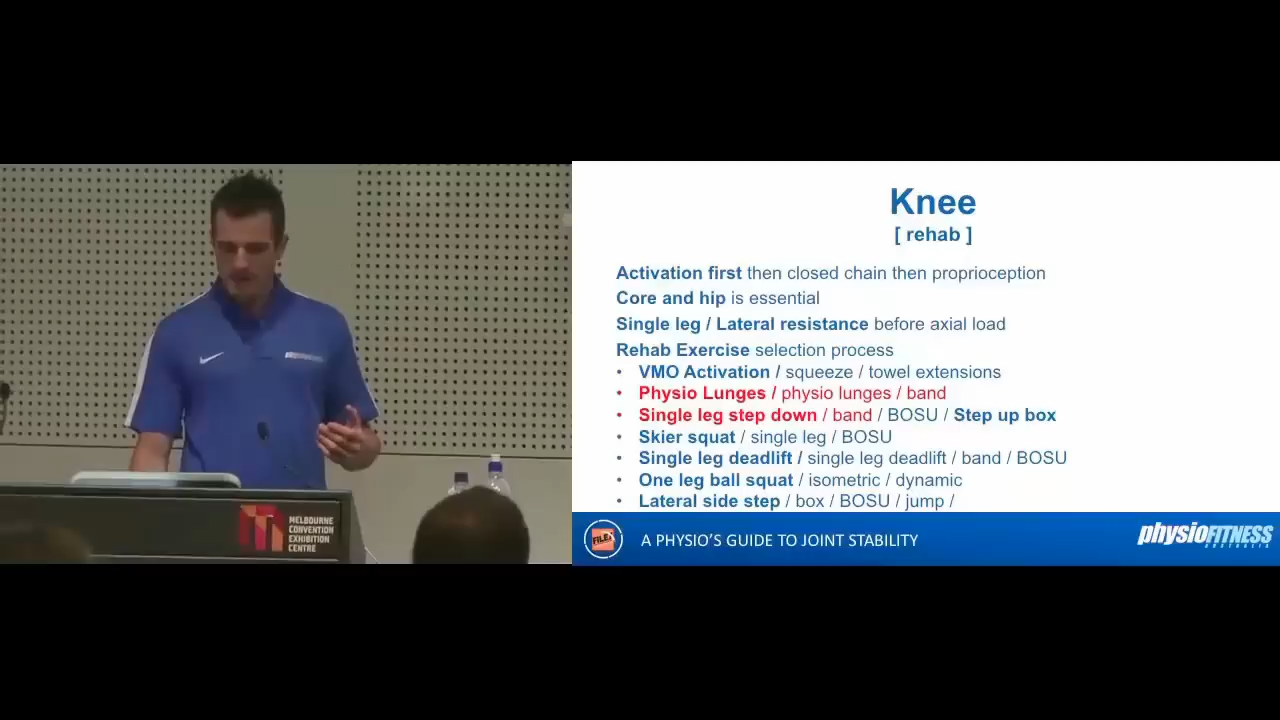 Knee
[ rehab ]
Activation first then closed chain then proprioception
Core and hip is essential
Single leg / Lateral resistance before axial load
Rehab Exercise selection process
• VMO Activation / squeeze / towel extensions
• Physio Lunges / physio lunges / band
• Single leg step down / band / BOSU / Step up box
• Skier squat / single leg / BOSU
• Single leg deadlift / single leg deadlift / band / BOSU
• One leg ball squat / isometric / dynamic
• Lateral side step / box / BOSU / jump /
FILEX
A PHYSIO'S GUIDE TO JOINT STABILITY
physioFITNESS
AUSTRALIA
MELBOURNE
CONVENTION
EXHIBITION
CENTRE